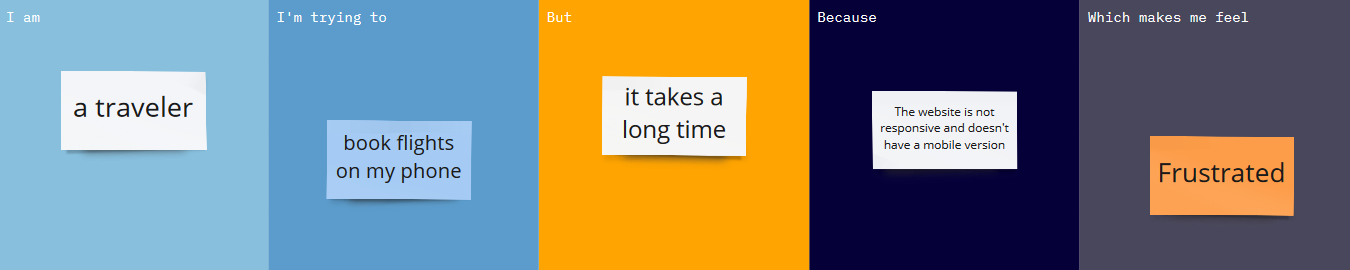 I am
a traveler
I'm trying to
book flights
on my phone
But
it takes a
long time
Because
The website is not
responsive and doesn't
have a mobile version
Which makes me feel
Frustrated